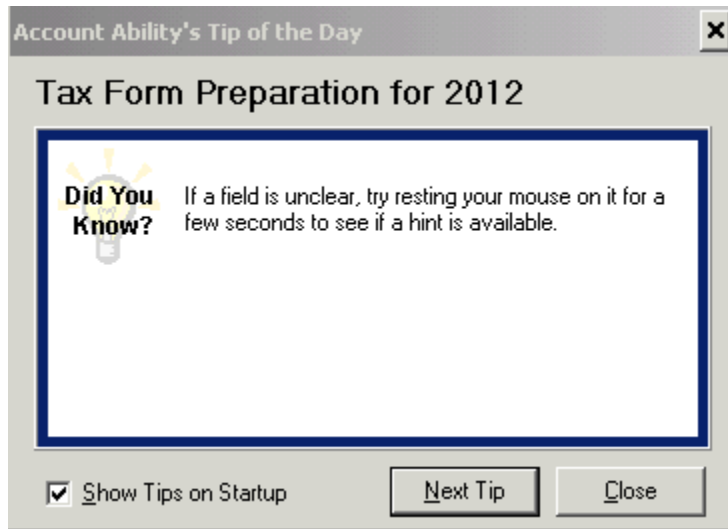 Account Ability's Tip of the Day
Tax Form Preparation for 2012
Did You
Know?
If a field is unclear, try resting your mouse on it for a
few seconds to see if a hint is available.
Show Tips on Startup
Next Tip
Close